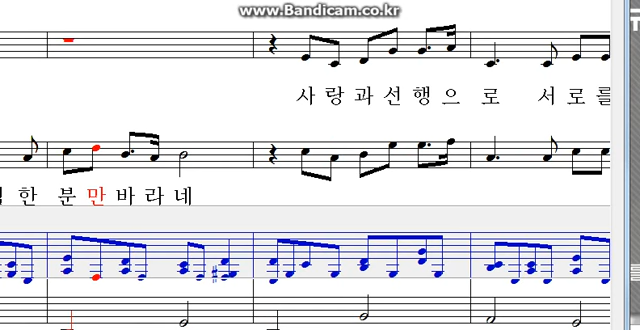 www.Bandicam.co.kr
사 랑 과 선 행 으 로 서 로 를
한 분 만 바 라 네
를